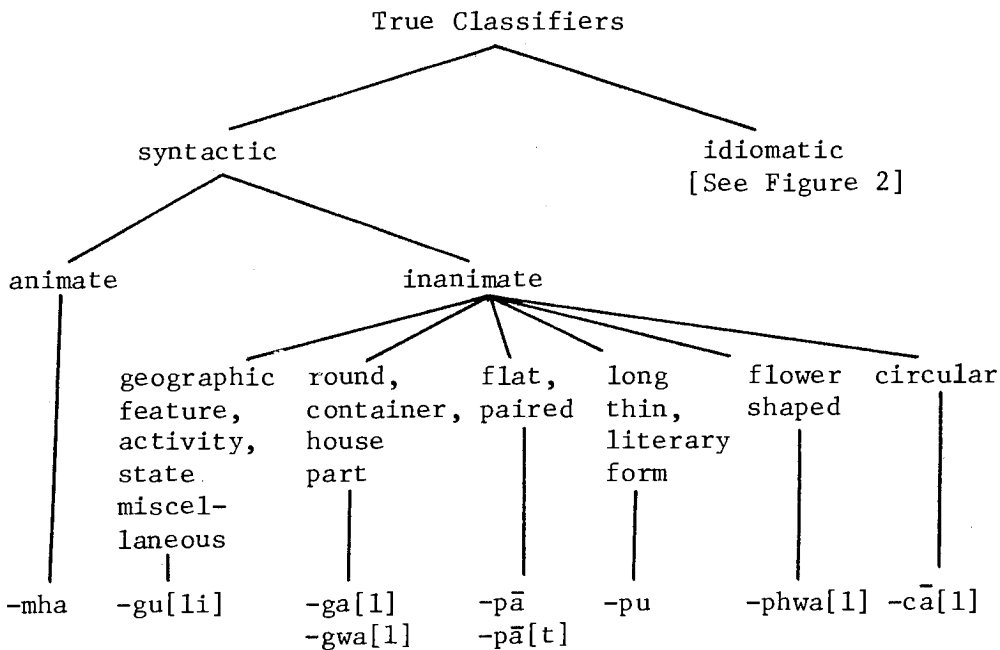 True Classifiers
syntactic
idiomatic
[See Figure 2]
animate
inanimate
geographic
feature,
activity,
state
miscel-
laneous
round,
container,
house
part
flat,
paired
long
thin,
literary
form
flower
shaped
circular
-mha
-gu[li]
-ga[l]
-gwa[l]
-pā
-pā[t]
-pu
-phwa[l]
-cā[l]